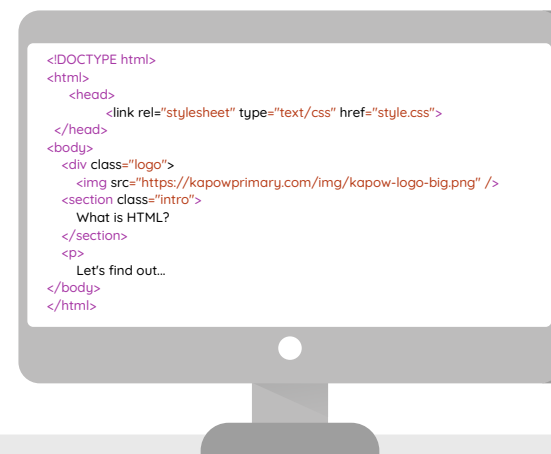 <!DOCTYPE html>
<html>
<head>
<link rel="stylesheet" type="text/css" href="style.css">
</head>
<body>
<div class="logo">
<img src="https://kapowprimary.com/img/kapow-logo-big.png" />
<section class="intro">
What is HTML?
</section>
<p>
Let's find out...
</body>
</html>